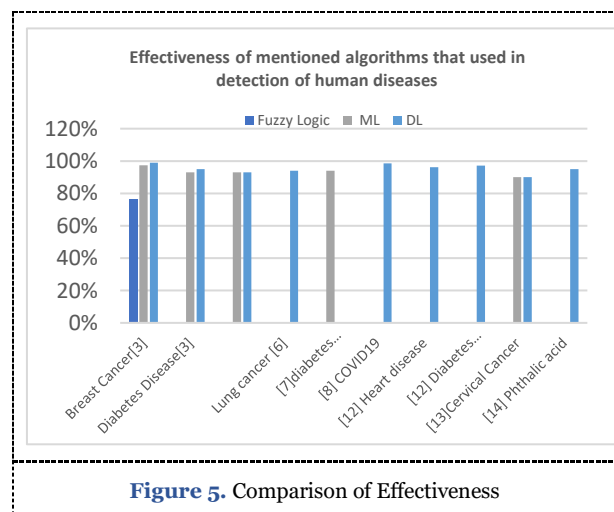 Effectiveness of mentioned algorithms that used in
detection of human diseases
Fuzzy Logic ML DL
120%
100%
80%
60%
40%
20%
0%
Breast Cancer[3]
Diabetes Disease[3]
Lung cancer [6]
[7]diabetes…
[8] COVID19
[12] Heart disease
[12] Diabetes…
[13]Cervical Cancer
[14] Phthalic acid
Figure 5. Comparison of Effectiveness